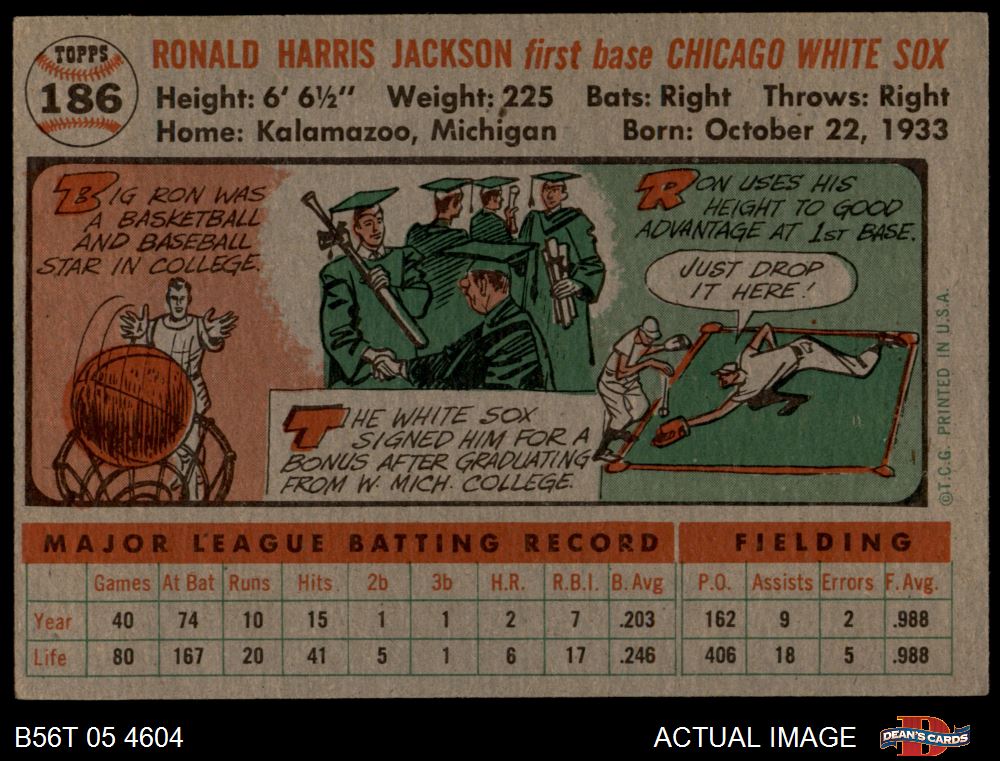 TOPPS
186
RONALD HARRIS JACKSON first base CHICAGO WHITE SOX
Height: 6' 6½" Weight: 225 Bats: Right Throws: Right
Home: Kalamazoo, Michigan Born: October 22, 1933
BIG RON WAS
A BASKETBALL
AND BASEBALL
STAR IN COLLEGE.
THE WHITE SOX
SIGNED HIM FOR A
BONUS AFTER GRADUATING
FROM W. MICH. COLLEGE.
RON USES HIS
HEIGHT TO GOOD
ADVANTAGE AT 1ST BASE.
JUST DROP
IT HERE!
©T.C.G. PRINTED IN U.S.A.
MAJOR LEAGUE BATTING RECORD FIELDING
Games At Bat Runs Hits 2b 3b H.R. R.B.I. B. Avg P.O. Assists Errors F. Avg.
Year 40 74 10 15 1 1 2 7 .203 162 9 2 .988
Life 80 167 20 41 5 1 6 17 .246 406 18 5 .988
B56T 05 4604 ACTUAL IMAGE
D
DEAN'S CARDS